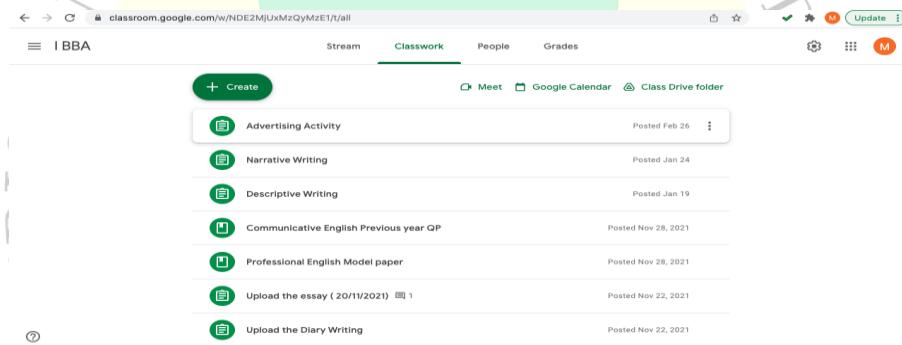 classroom.google.com/w/NDE2MjUxMzQyMzE1/t/all
M
Update
I BBA
Stream
Classwork
People
Grades
M
Create
Meet
Google Calendar
Class Drive folder
Advertising Activity
Posted Feb 26
Narrative Writing
Posted Jan 24
Descriptive Writing
Posted Jan 19
Communicative English Previous year QP
Posted Nov 28, 2021
Professional English Model paper
Posted Nov 28, 2021
Upload the essay ( 20/11/2021) 1
Posted Nov 22, 2021
Upload the Diary Writing
Posted Nov 22, 2021